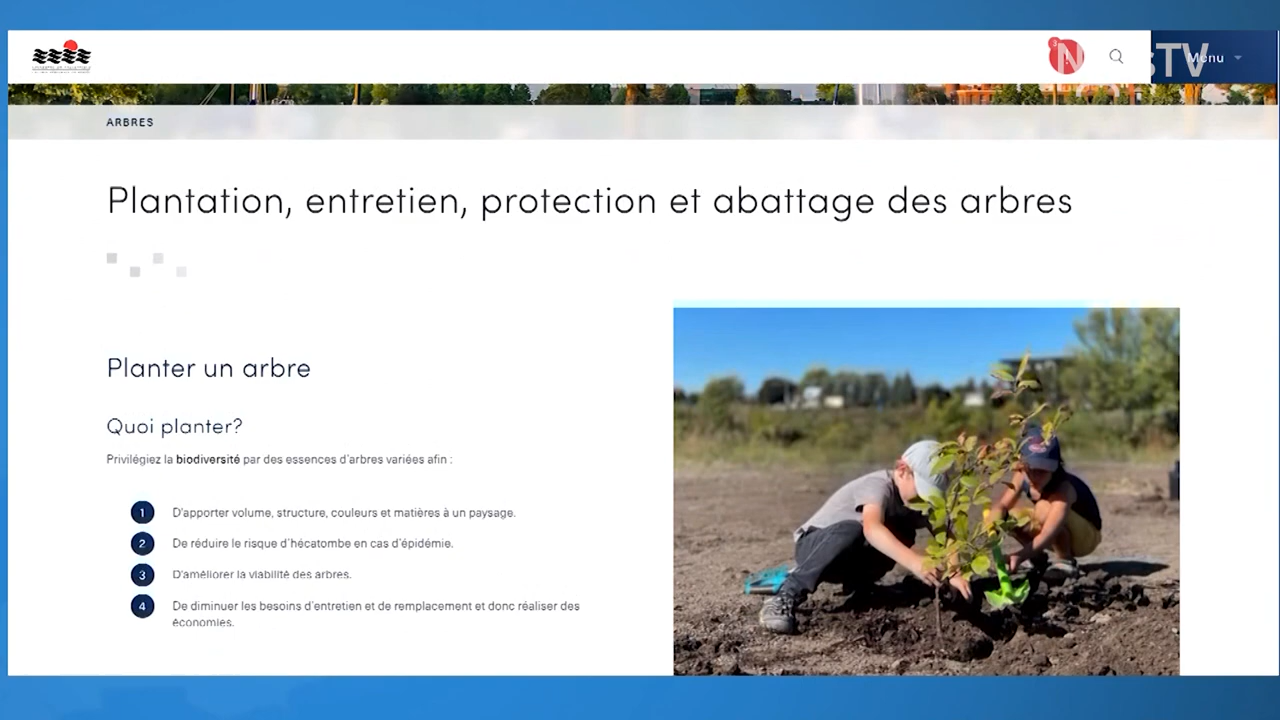 3
Menu
ARBRES
Plantation, entretien, protection et abattage des arbres
Planter un arbre
Quoi planter?
Privilégiez la biodiversité par des essences d'arbres variées afin :
1 D'apporter volume, structure, couleurs et matières à un paysage.
2 De réduire le risque d'hécatombe en cas d'épidémie.
3 D'améliorer la viabilité des arbres.
4 De diminuer les besoins d'entretien et de remplacement et donc réaliser des
économies.